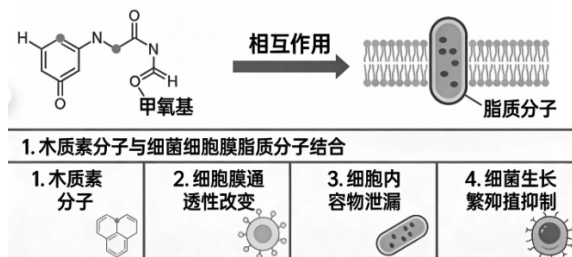 H
N
O
N
H
O
O
甲氧基
相互作用
脂质分子
1.木质素分子与细菌细胞膜脂质分子结合
1.木质素
分子
2.细胞膜通
透性改变
3.细胞内
容物泄漏
4.细菌生长
繁殖抑制